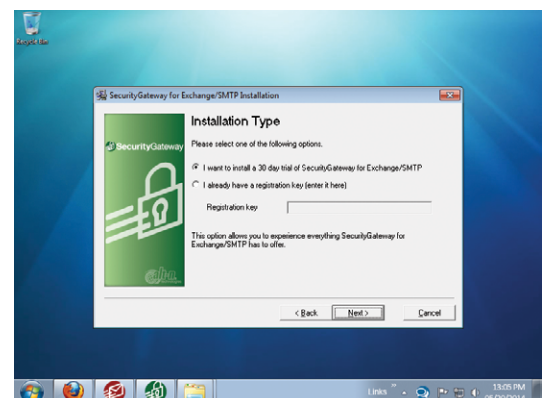 Recycle Bin
SecurityGateway for Exchange/SMTP Installation
Installation Type
SecurityGateway
Please select one of the following options.
I want to install a 30 day trial of SecurityGateway for Exchange/SMTP
I already have a registration key (enter it here)
Registration key
This option allows you to experience everything SecurityGateway for
Exchange/SMTP has to offer.
< Back
Next >
Cancel
Links
13:05 PM